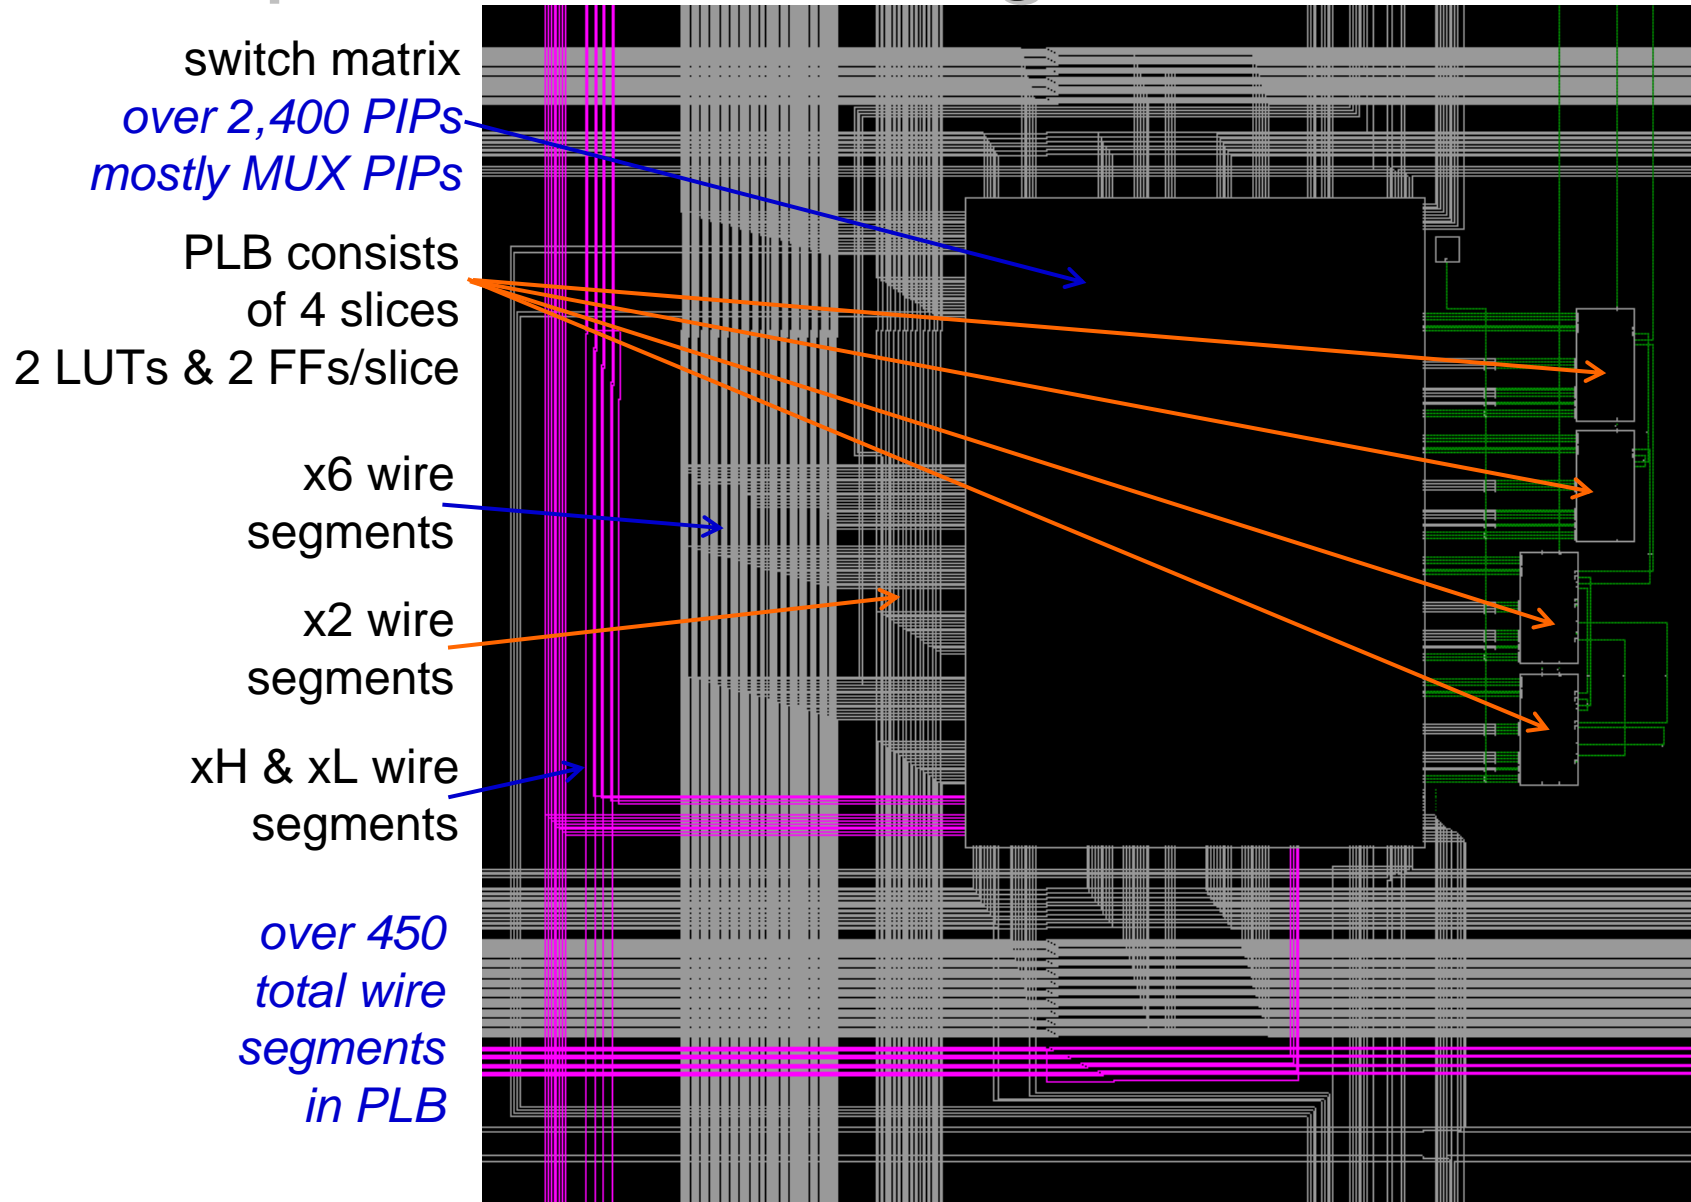 switch matrix
over 2,400 PIPs
mostly MUX PIPs
PLB consists
of 4 slices
2 LUTs & 2 FFs/slice
x6 wire
segments
x2 wire
segments
xH & xL wire
segments
over 450
total wire
segments
in PLB